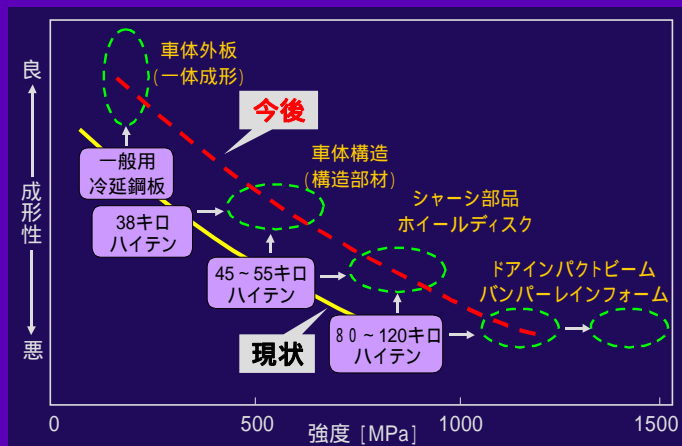 車体外板
(一体成形)
良
今後
車体構造
(構造部材)
一般用
冷延鋼板
シャーシ部品
ホイールディスク
成形性
38キロ
ハイテン
45~55キロ
ハイテン
ドアインパクトビーム
バンパーレインフォーム
80~120キロ
ハイテン
現状
悪
0
500
1000
1500
強度 [MPa]